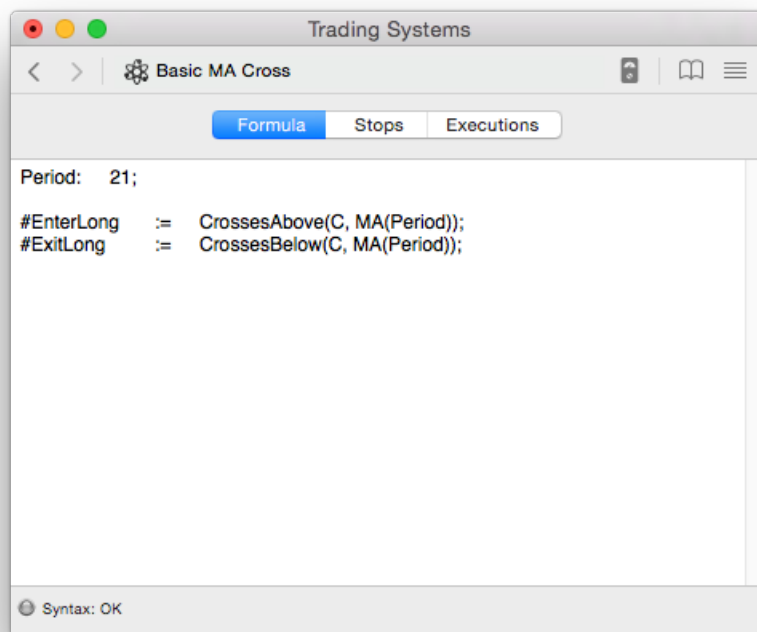 Trading Systems
Basic MA Cross
Formula Stops Executions
Period: 21;
#EnterLong := CrossesAbove(C, MA(Period));
#ExitLong := CrossesBelow(C, MA(Period));
Syntax: OK